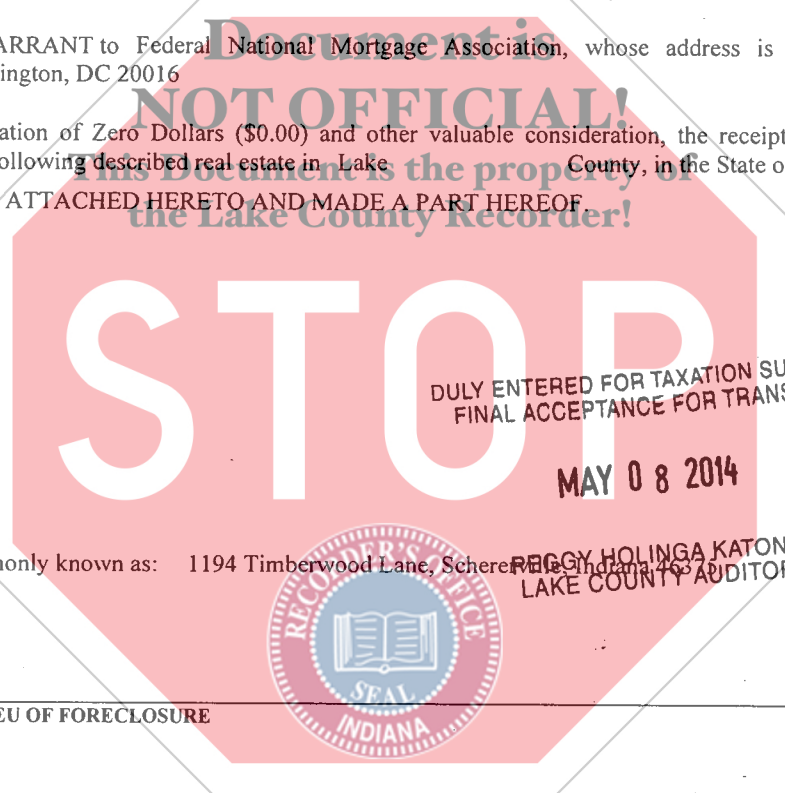 Document is
ARRANT to Federal National Mortgage Association, whose address is
ington, DC 20016
NOT OFFICIAL!
ation of Zero Dollars ($0.00) and other valuable consideration, the receipt
ollowing described real estate in Lake County, in the State o
This Document is the property of
ATTACHED HERETO AND MADE A PART HEREOF.
the Lake County Recorder!
STOP
DULY ENTERED FOR TAXATION SU
FINAL ACCEPTANCE FOR TRANS
MAY 08 2014
only known as: 1194 Timberwood Lane, Schererville, Indiana 46375
PEGGY HOLINGA KATON
LAKE COUNTY AUDITOR
RECORDER'S OFFICE
SEAL
INDIANA
EU OF FORECLOSURE